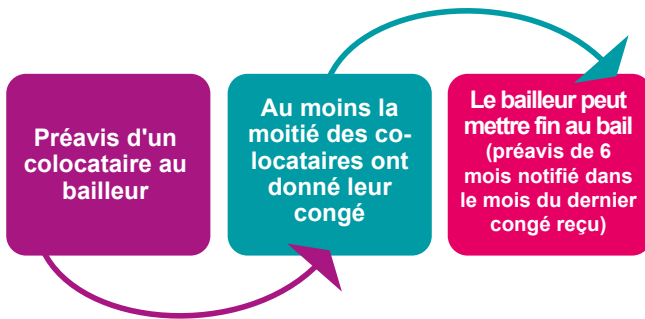 Préavis d'un
colocataire au
bailleur
Au moins la
moitié des co-
locataires ont
donné leur
congé
Le bailleur peut
mettre fin au bail
(préavis de 6
mois notifié dans
le mois du dernier
congé reçu)